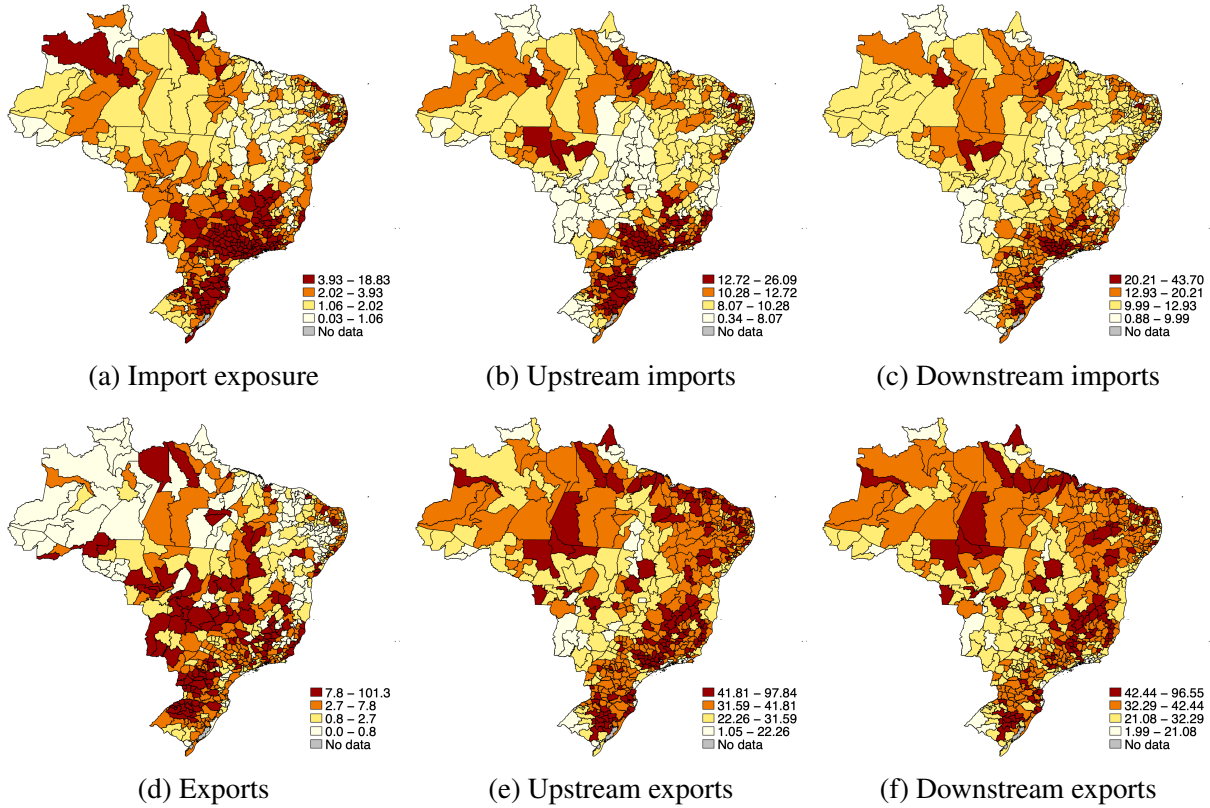 3.93 − 18.83
2.02 − 3.93
1.06 − 2.02
0.03 − 1.06
No data
(a) Import exposure
12.72 − 26.09
10.28 − 12.72
8.07 − 10.28
0.34 − 8.07
No data
(b) Upstream imports
20.21 − 43.70
12.93 − 20.21
9.99 − 12.93
0.88 − 9.99
No data
(c) Downstream imports
7.8 − 101.3
2.7 − 7.8
0.8 − 2.7
0.0 − 0.8
No data
(d) Exports
41.81 − 97.84
31.59 − 41.81
22.26 − 31.59
1.05 − 22.26
No data
(e) Upstream exports
42.44 − 96.55
32.29 − 42.44
21.08 − 32.29
1.99 − 21.08
No data
(f) Downstream exports